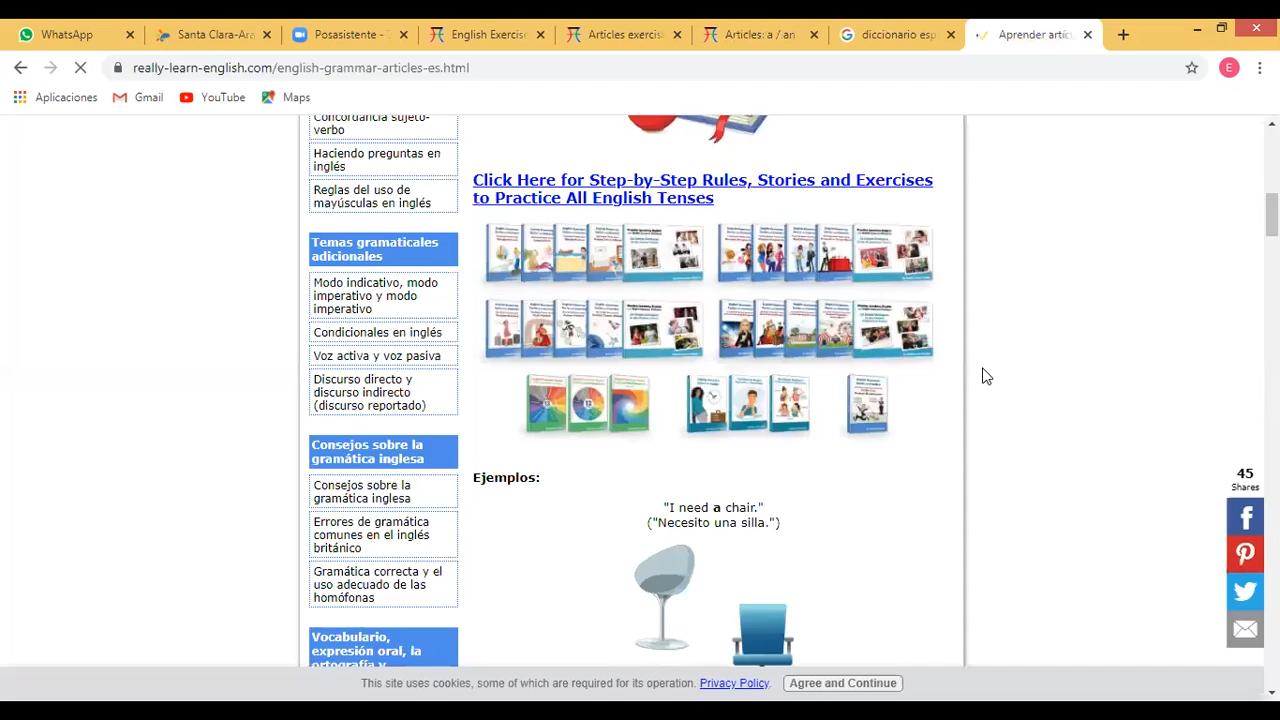 WhatsApp
Santa Clara-Ara
Posasistente -
English Exercise
Articles exercis
Articles: a / an
diccionario esp
Aprender artícu
really-learn-english.com/english-grammar-articles-es.html
E
Aplicaciones
Gmail
YouTube
Maps
Concordancia sujeto-
verbo
Haciendo preguntas en
inglés
Reglas del uso de
mayúsculas en inglés
Temas gramaticales
adicionales
Modo indicativo, modo
imperativo y modo
imperativo
Condicionales en inglés
Voz activa y voz pasiva
Discurso directo y
discurso indirecto
(discurso reportado)
Consejos sobre la
gramática inglesa
Consejos sobre la
gramática inglesa
Errores de gramática
comunes en el inglés
británico
Gramática correcta y el
uso adecuado de las
homófonas
Vocabulario,
expresión oral, la
ortografía y
Click Here for Step-by-Step Rules, Stories and Exercises
to Practice All English Tenses
Ejemplos:
"I need a chair."
("Necesito una silla.")
45
Shares
This site uses cookies, some of which are required for its operation. Privacy Policy.
Agree and Continue